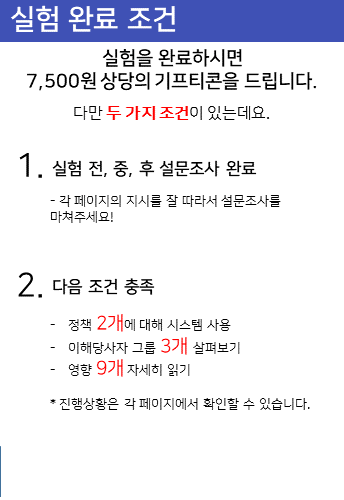 실험 완료 조건
실험을 완료하시면
7,500원 상당의 기프티콘을 드립니다.
다만 두 가지 조건이 있는데요.
1. 실험 전, 중, 후 설문조사 완료
- 각 페이지의 지시를 잘 따라서 설문조사를
마쳐주세요!
2. 다음 조건 충족
- 정책 2개에 대해 시스템 사용
- 이해당사자 그룹 3개 살펴보기
- 영향 9개 자세히 읽기
* 진행상황은 각 페이지에서 확인할 수 있습니다.